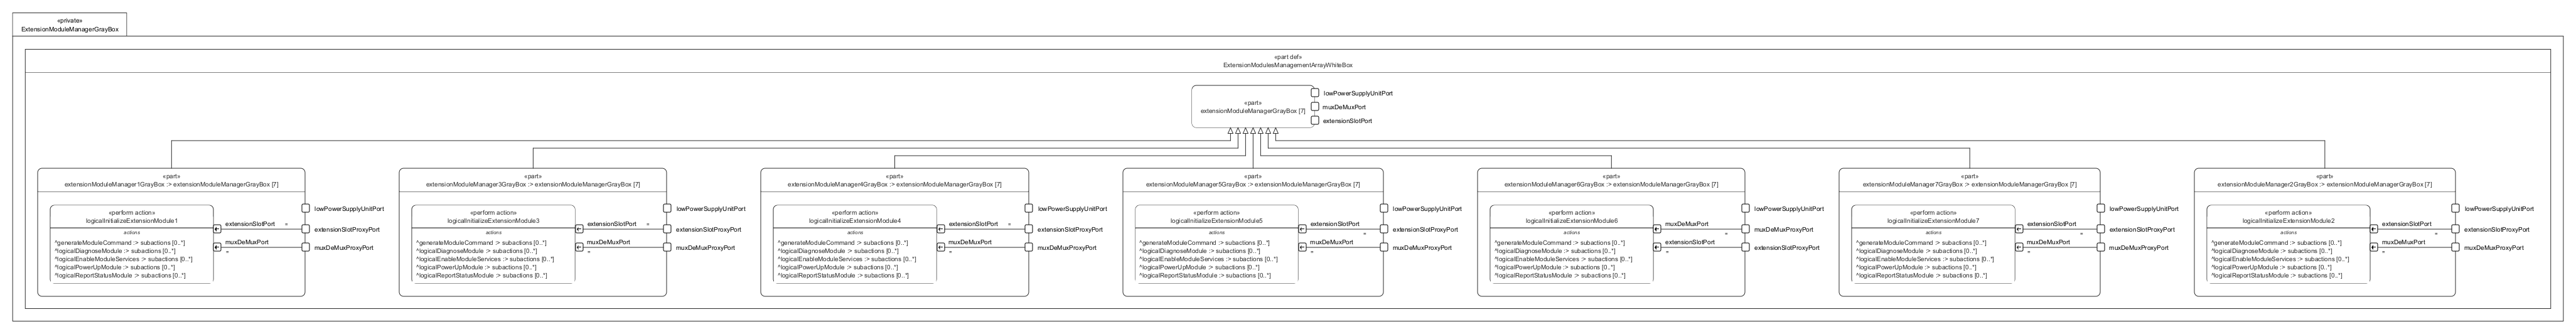 «private»
ExtensionModuleManagerGrayBox
«part def»
ExtensionModulesManagementArrayWhiteBox
«part»
extensionModuleManagerGrayBox [7]
lowPowerSupplyUnitPort
muxDeMuxPort
extensionSlotPort
«part»
extensionModuleManager1GrayBox :> extensionModuleManagerGrayBox [7]
«perform action»
logicalInitializeExtensionModule1
actions
^generateModuleCommand :> subactions [0..*]
^logicalDiagnoseModule :> subactions [0..*]
^logicalEnableModuleServices :> subactions [0..*]
^logicalPowerUpModule :> subactions [0..*]
^logicalReportStatusModule :> subactions [0..*]
extensionSlotPort =
muxDeMuxPort
=
lowPowerSupplyUnitPort
extensionSlotProxyPort
muxDeMuxProxyPort
«part»
extensionModuleManager3GrayBox :> extensionModuleManagerGrayBox [7]
«perform action»
logicalInitializeExtensionModule3
actions
^generateModuleCommand :> subactions [0..*]
^logicalDiagnoseModule :> subactions [0..*]
^logicalEnableModuleServices :> subactions [0..*]
^logicalPowerUpModule :> subactions [0..*]
^logicalReportStatusModule :> subactions [0..*]
extensionSlotPort =
muxDeMuxPort
=
lowPowerSupplyUnitPort
extensionSlotProxyPort
muxDeMuxProxyPort
«part»
extensionModuleManager4GrayBox :> extensionModuleManagerGrayBox [7]
«perform action»
logicalInitializeExtensionModule4
actions
^generateModuleCommand :> subactions [0..*]
^logicalDiagnoseModule :> subactions [0..*]
^logicalEnableModuleServices :> subactions [0..*]
^logicalPowerUpModule :> subactions [0..*]
^logicalReportStatusModule :> subactions [0..*]
extensionSlotPort =
muxDeMuxPort
=
lowPowerSupplyUnitPort
extensionSlotProxyPort
muxDeMuxProxyPort
«part»
extensionModuleManager5GrayBox :> extensionModuleManagerGrayBox [7]
«perform action»
logicalInitializeExtensionModule5
actions
^generateModuleCommand :> subactions [0..*]
^logicalDiagnoseModule :> subactions [0..*]
^logicalEnableModuleServices :> subactions [0..*]
^logicalPowerUpModule :> subactions [0..*]
^logicalReportStatusModule :> subactions [0..*]
extensionSlotPort
=
muxDeMuxPort
=
lowPowerSupplyUnitPort
extensionSlotProxyPort
muxDeMuxProxyPort
«part»
extensionModuleManager6GrayBox :> extensionModuleManagerGrayBox [7]
«perform action»
logicalInitializeExtensionModule6
actions
^generateModuleCommand :> subactions [0..*]
^logicalDiagnoseModule :> subactions [0..*]
^logicalEnableModuleServices :> subactions [0..*]
^logicalPowerUpModule :> subactions [0..*]
^logicalReportStatusModule :> subactions [0..*]
muxDeMuxPort
=
extensionSlotPort
=
lowPowerSupplyUnitPort
muxDeMuxProxyPort
extensionSlotProxyPort
«part»
extensionModuleManager7GrayBox :> extensionModuleManagerGrayBox [7]
«perform action»
logicalInitializeExtensionModule7
actions
^generateModuleCommand :> subactions [0..*]
^logicalDiagnoseModule :> subactions [0..*]
^logicalEnableModuleServices :> subactions [0..*]
^logicalPowerUpModule :> subactions [0..*]
^logicalReportStatusModule :> subactions [0..*]
extensionSlotPort
=
muxDeMuxPort
=
lowPowerSupplyUnitPort
extensionSlotProxyPort
muxDeMuxProxyPort
«part»
extensionModuleManager2GrayBox :> extensionModuleManagerGrayBox [7]
«perform action»
logicalInitializeExtensionModule2
actions
^generateModuleCommand :> subactions [0..*]
^logicalDiagnoseModule :> subactions [0..*]
^logicalEnableModuleServices :> subactions [0..*]
^logicalPowerUpModule :> subactions [0..*]
^logicalReportStatusModule :> subactions [0..*]
extensionSlotPort
=
muxDeMuxPort
=
lowPowerSupplyUnitPort
extensionSlotProxyPort
muxDeMuxProxyPort